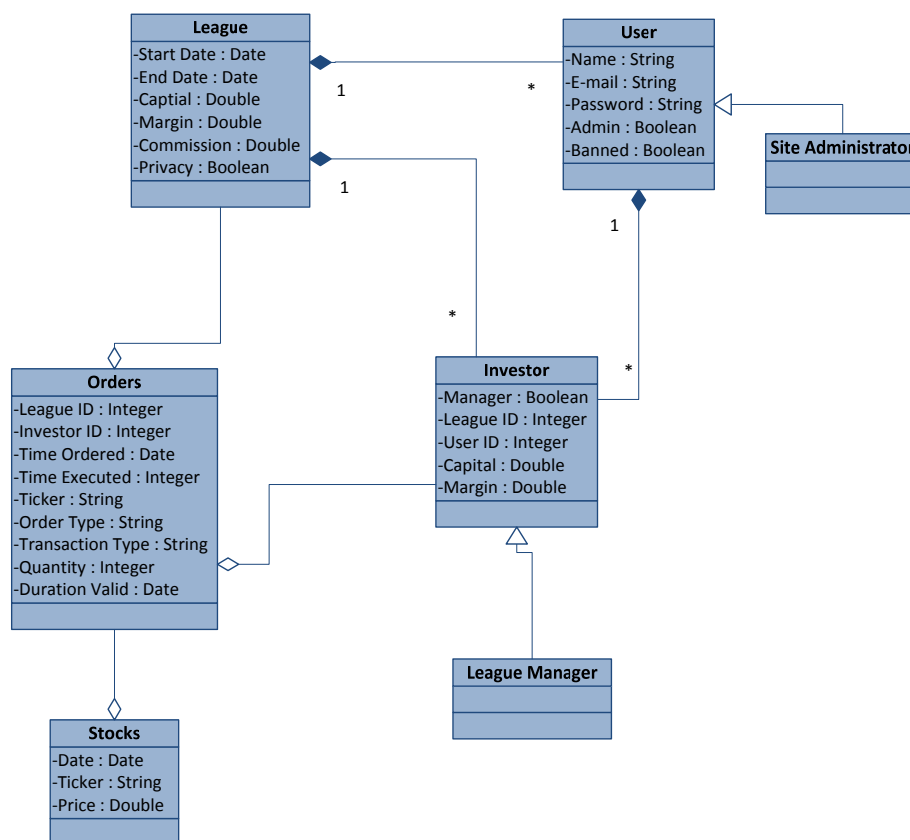 League
-Start Date : Date
-End Date : Date
-Captial : Double
-Margin : Double
-Commission : Double
-Privacy : Boolean
1
*
1
*
User
-Name : String
-E-mail : String
-Password : String
-Admin : Boolean
-Banned : Boolean
1
*
Site Administrator
Orders
-League ID : Integer
-Investor ID : Integer
-Time Ordered : Date
-Time Executed : Integer
-Ticker : String
-Order Type : String
-Transaction Type : String
-Quantity : Integer
-Duration Valid : Date
Investor
-Manager : Boolean
-League ID : Integer
-User ID : Integer
-Capital : Double
-Margin : Double
League Manager
Stocks
-Date : Date
-Ticker : String
-Price : Double